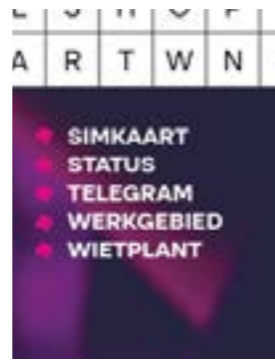 A R T W N
SIMKAART
STATUS
TELEGRAM
WERKGEBIED
WIETPLANT